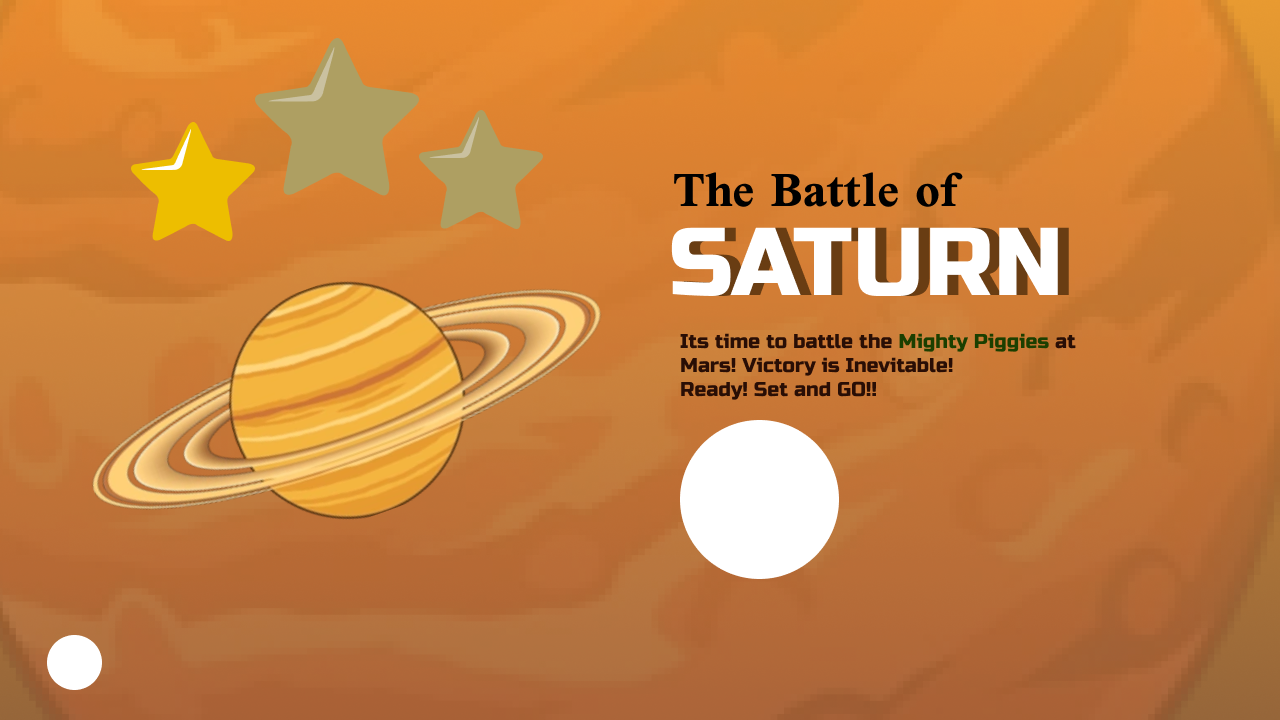 The Battle of
SATURN
Its time to battle the Mighty Piggies at
Mars! Victory is Inevitable!
Ready! Set and GO!!